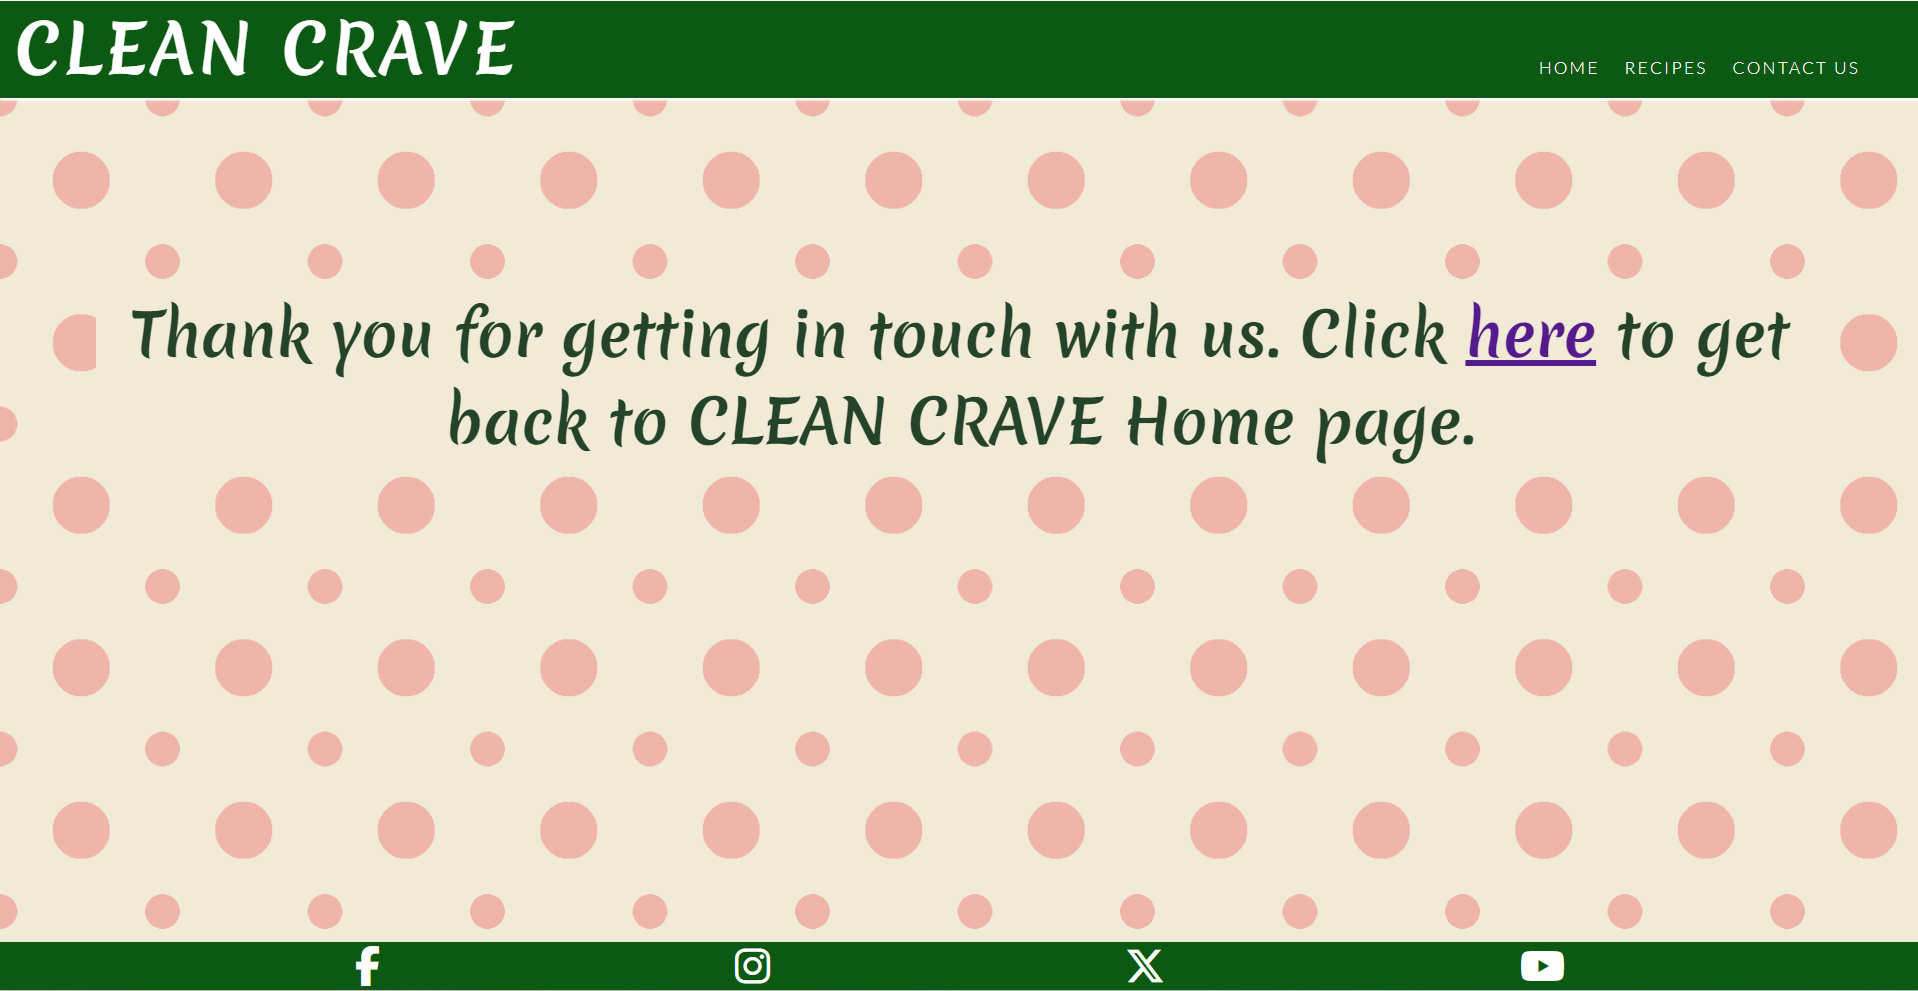 CLEAN CRAVE
HOME RECIPES CONTACT US
Thank you for getting in touch with us. Click here to get
back to CLEAN CRAVE Home page.